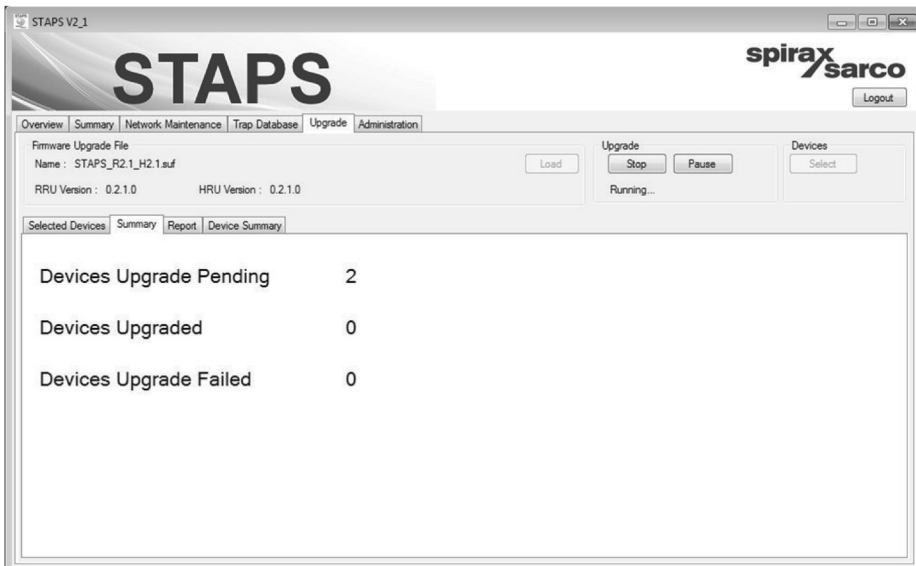 STAPS V2_1
STAPS
spirax sarco
Logout
Overview Summary Network Maintenance Trap Database Upgrade Administration
Firmware Upgrade File
Name : STAPS_R2.1_H2.1.suf
RRU Version : 0.2.1.0 HRU Version : 0.2.1.0
Load
Upgrade
Stop Pause
Running...
Devices
Select
Selected Devices Summary Report Device Summary
Devices Upgrade Pending 2
Devices Upgraded 0
Devices Upgrade Failed 0